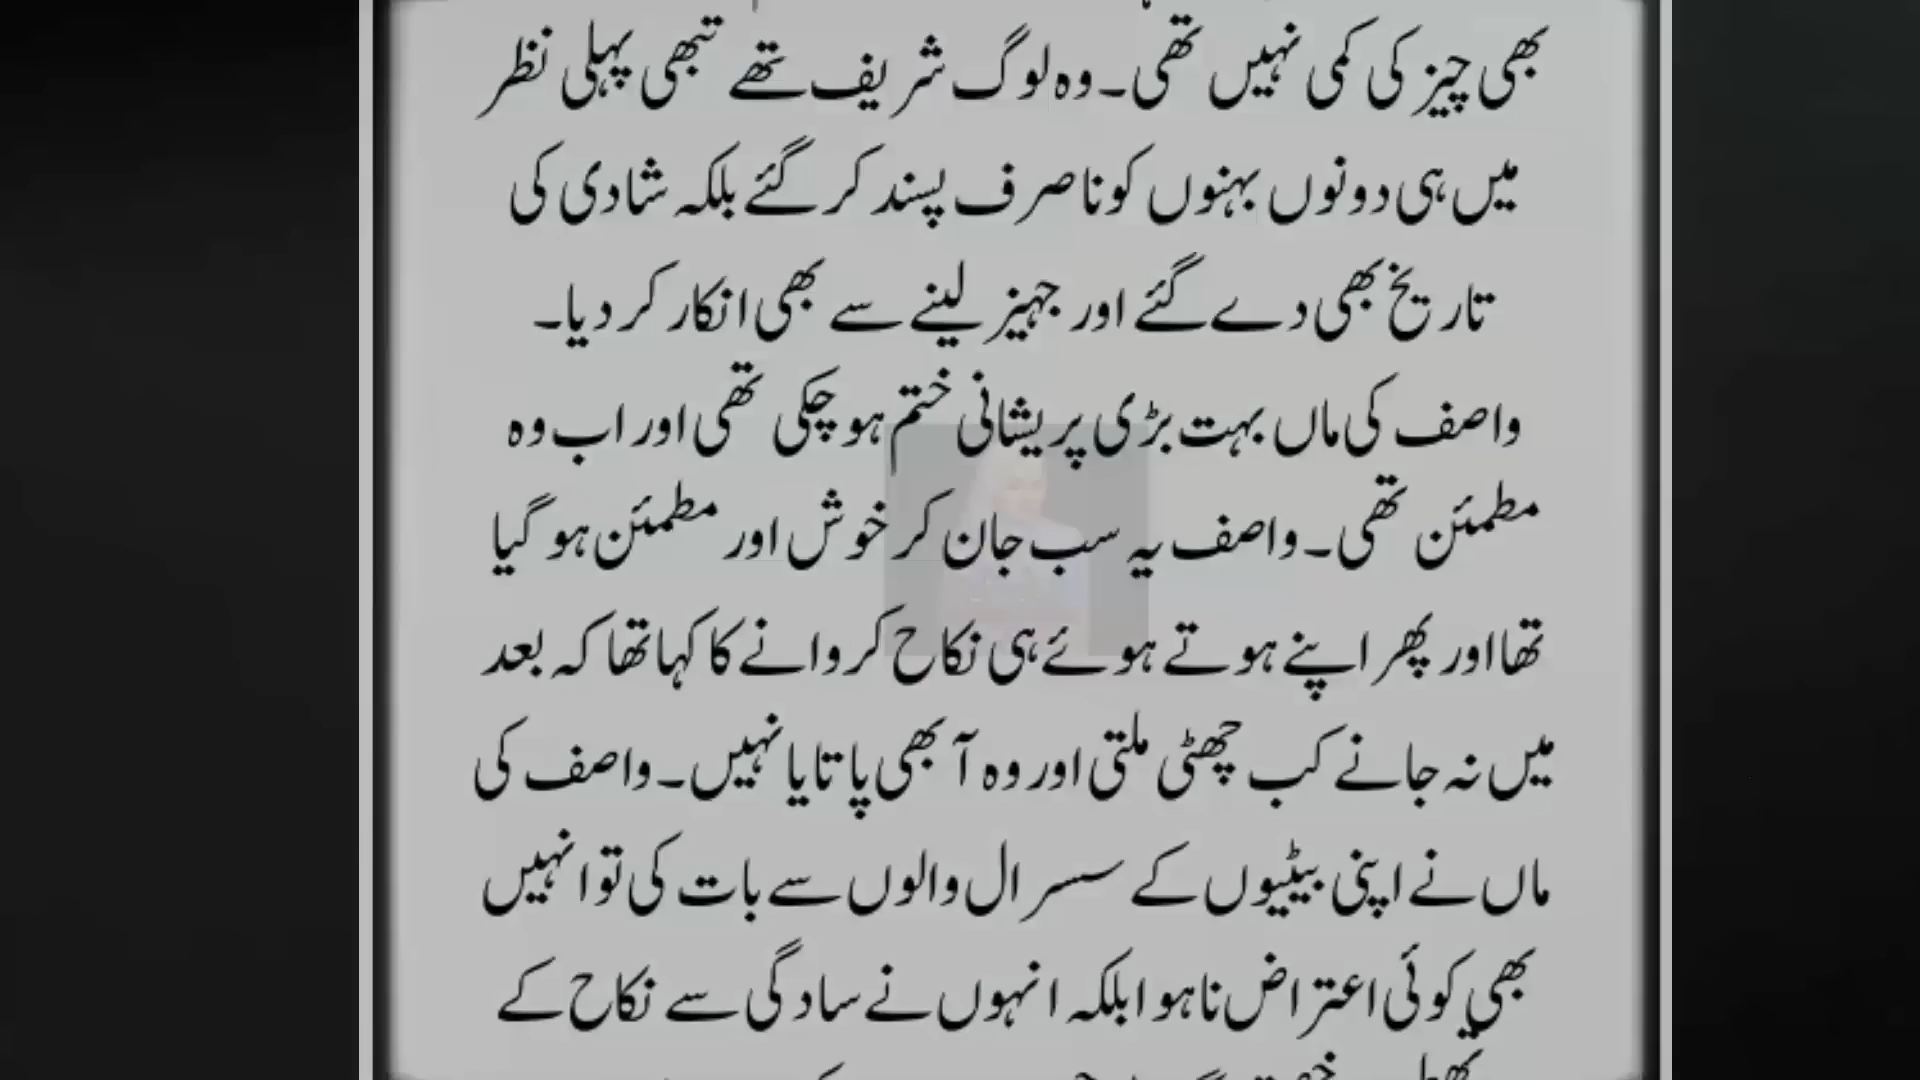 بھی چیز کی کمی نہیں تھی۔ وہ لوگ شریف تھے تبھی پہلی نظر
میں ہی دونوں بہنوں کو نا صرف پسند کر گئے بلکہ شادی کی
تاریخ بھی دے گئے اور جہیز لینے سے بھی انکار کر دیا۔
واصف کی ماں بہت بڑی پریشانی ختم ہو چکی تھی اور اب وہ
مطمئن تھی۔ واصف یہ سب جان کر خوش اور مطمئن ہو گیا
تھا اور پھر اپنے ہوتے ہوئے ہی نکاح کروانے کا کہا تھا کہ بعد
میں نہ جانے کب چھٹی ملتی اور وہ آ بھی پاتا یا نہیں۔ واصف کی
ماں نے اپنی بیٹیوں کے سسرال والوں سے بات کی تو انہیں
بھی کوئی اعتراض نا ہوا بلکہ انہوں نے سادگی سے نکاح کے